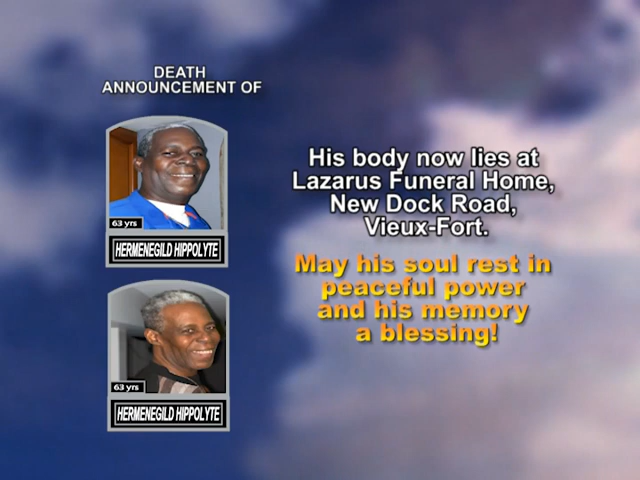 DEATH
ANNOUNCEMENT OF
63 yrs
HERMENEGILD HIPPOLYTE
63 yrs
HERMENEGILD HIPPOLYTE
His body now lies at
Lazarus Funeral Home,
New Dock Road,
Vieux-Fort.
May his soul rest in
peaceful power
and his memory
a blessing!